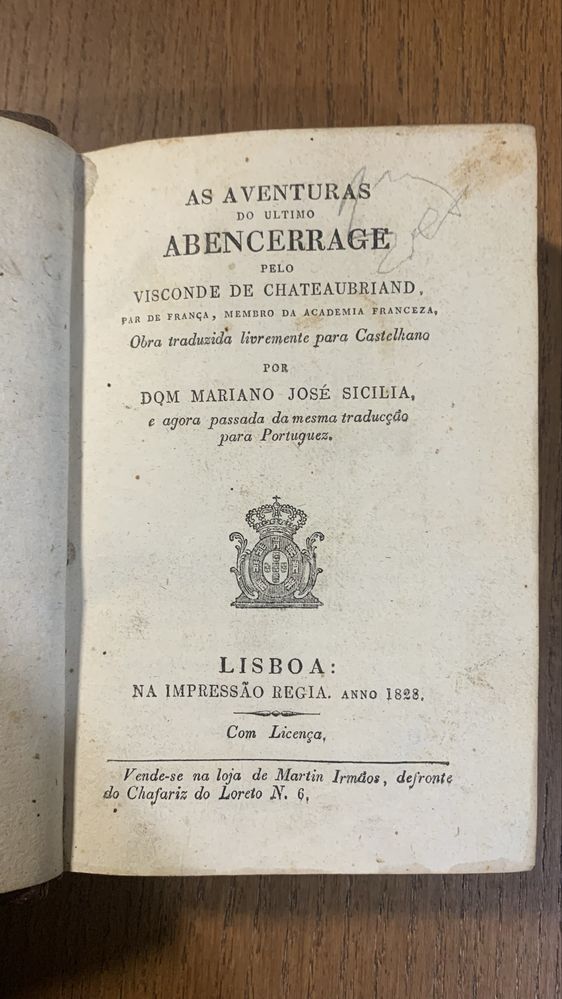 AS AVENTURAS
DO ULTIMO
ABENCERRAGE
PELO
VISCONDE DE CHATEAUBRIAND,
PAR DE FRANÇA, MEMBRO DA ACADEMIA FRANCEZA,
Obra traduzida livremente para Castelhano
POR
DOM MARIANO JOSÉ SICILIA,
e agora passada da mesma traducção
para Portuguez.
LISBOA:
NA IMPRESSÃO REGIA. ANNO 1828.
Com Licença,
Vende-se na loja de Martin Irmãos, defronte
do Chafariz do Loreto N. 6,